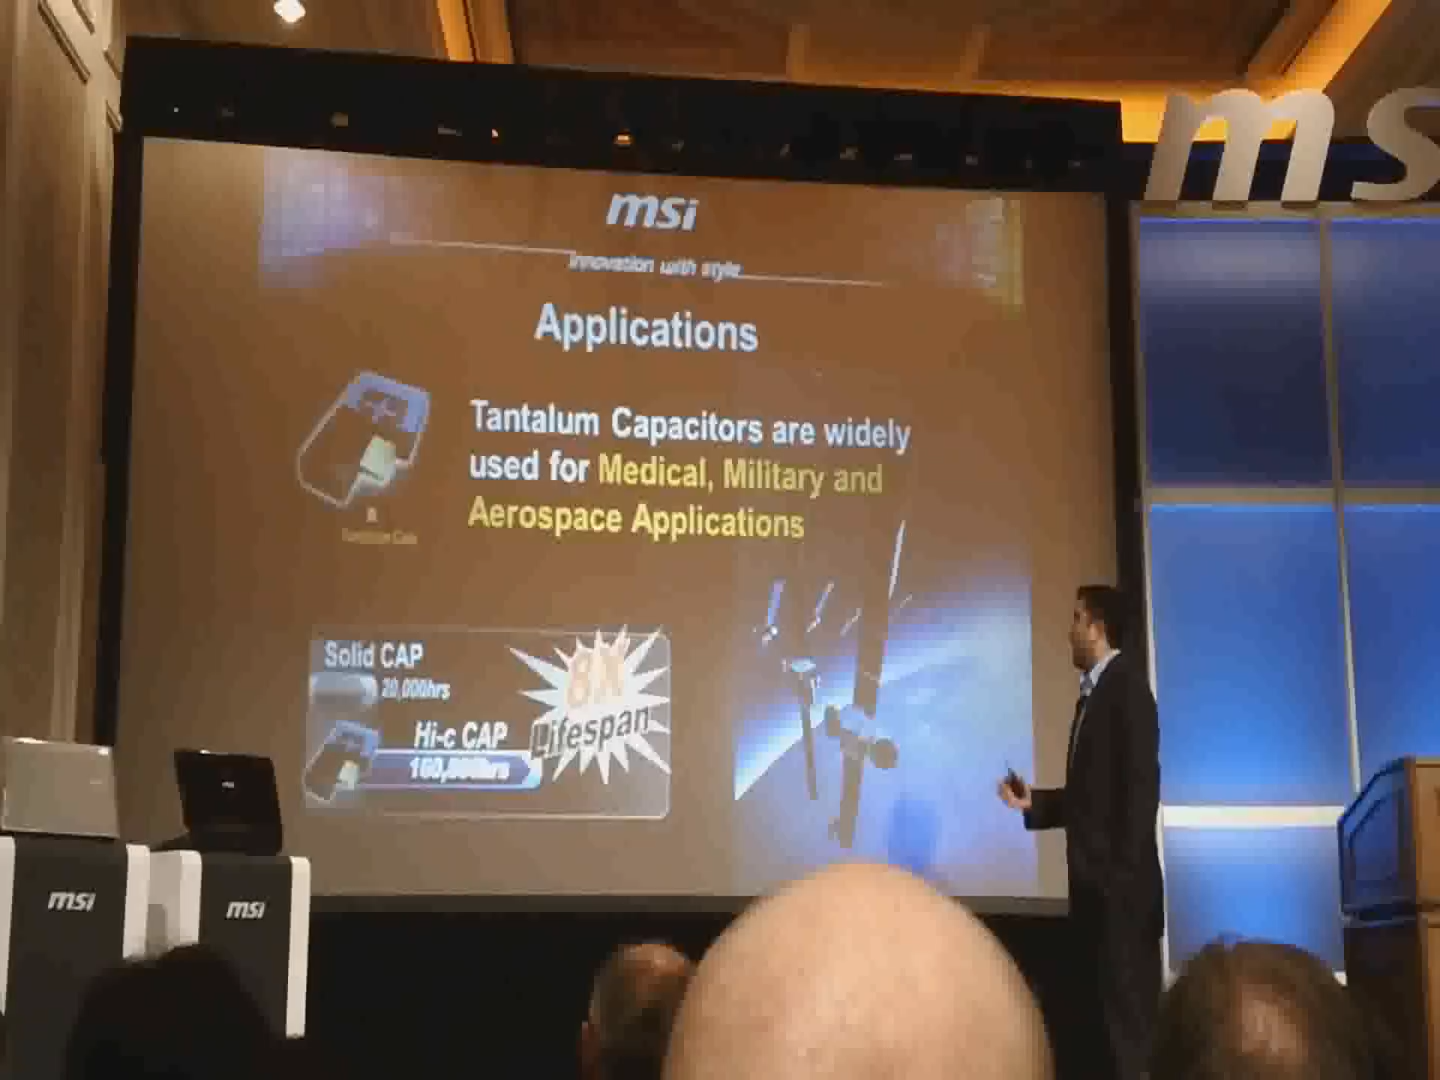 msi
innovation with style
Applications
Tantalum Capacitors are widely
used for Medical, Military and
Aerospace Applications
Solid CAP
20,000hrs
Hi-c CAP
8X
Lifespan
ms
msi
msi